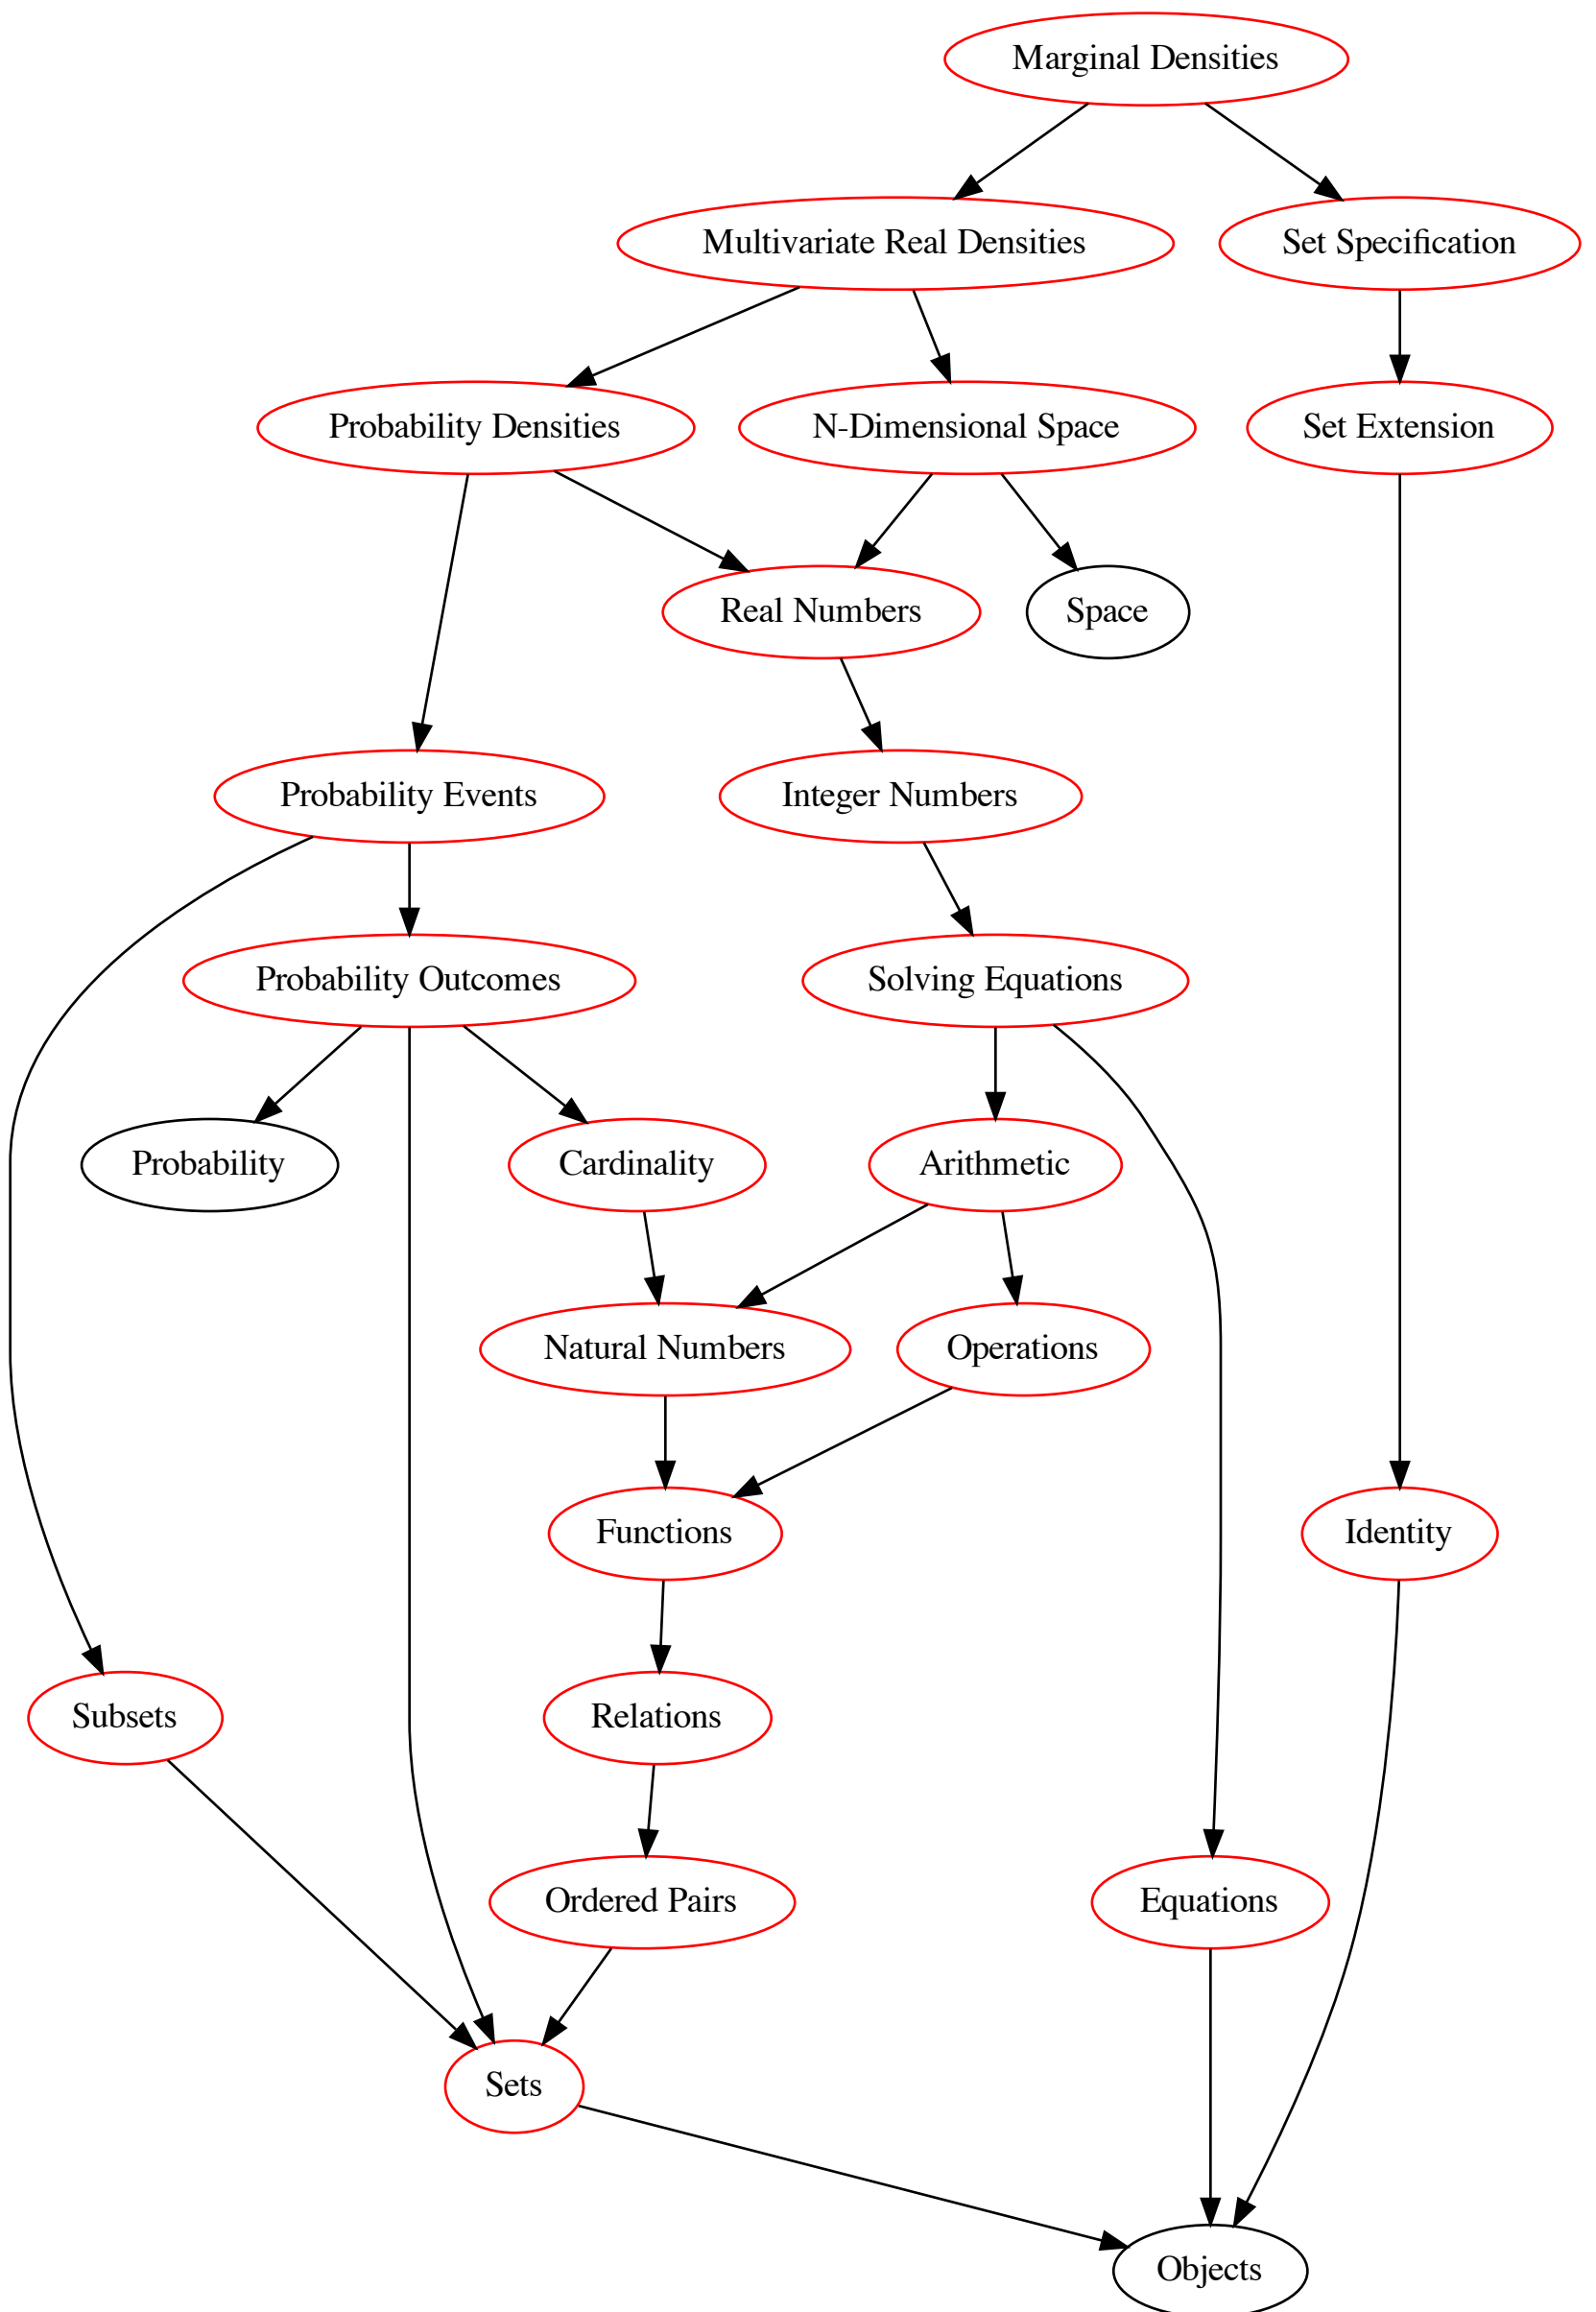 Marginal Densities
Multivariate Real Densities
Set Specification
Probability Densities
N-Dimensional Space
Set Extension
Real Numbers
Space
Probability Events
Integer Numbers
Probability Outcomes
Solving Equations
Probability
Cardinality
Arithmetic
Natural Numbers
Operations
Functions
Identity
Subsets
Relations
Ordered Pairs
Equations
Sets
Objects